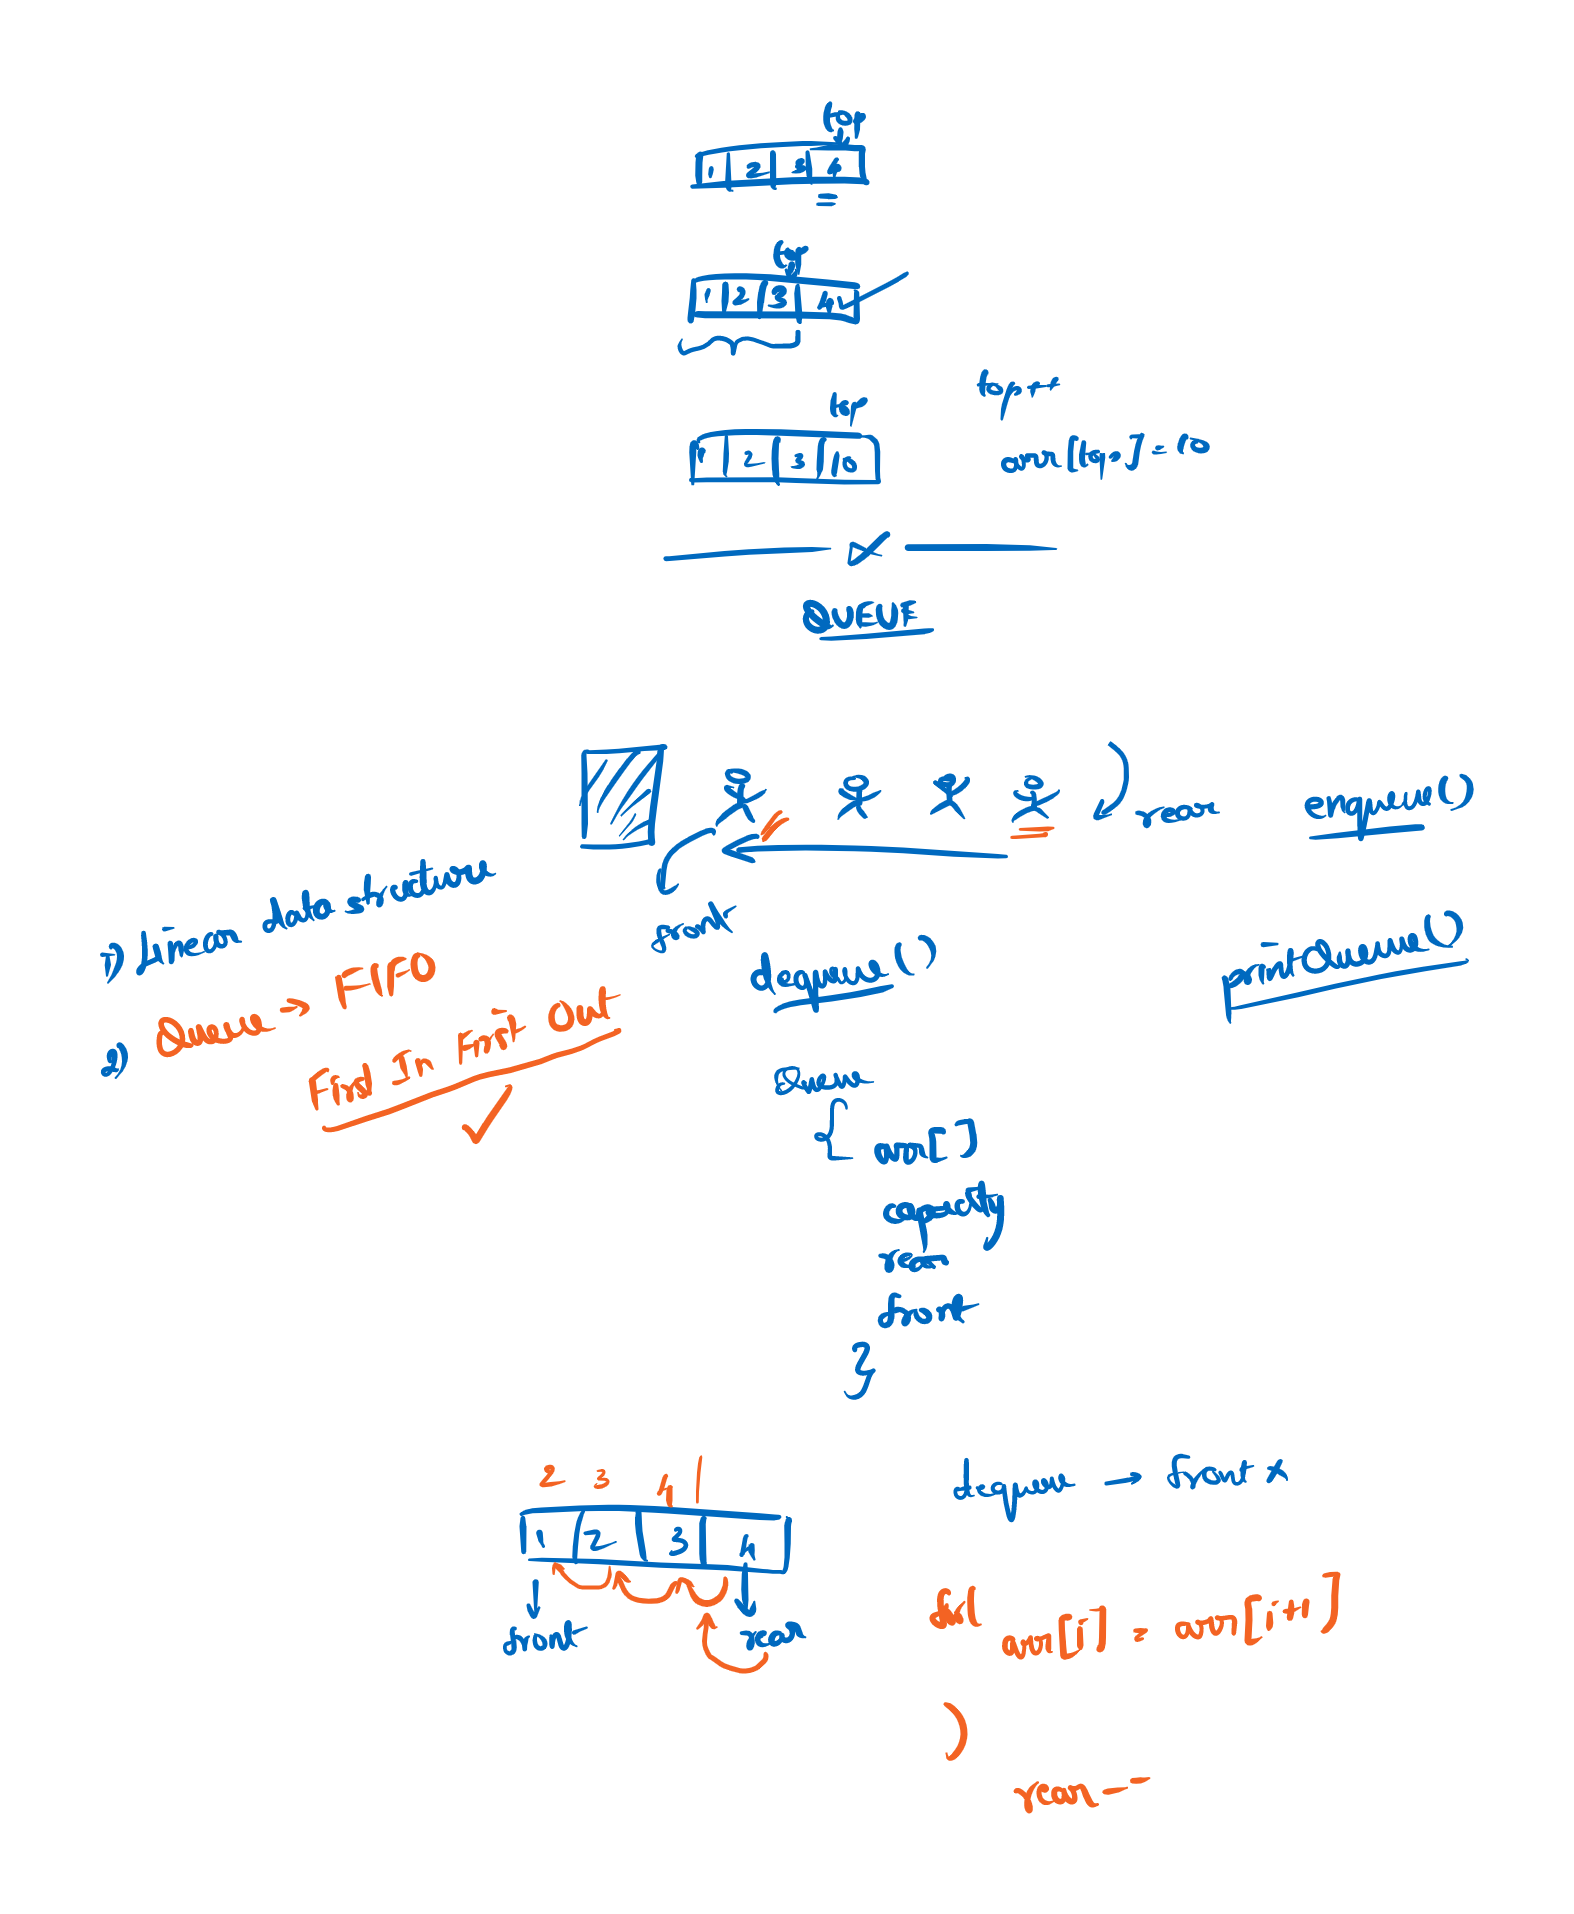 top
1 2 3 4
top
1 2 3 4
top
1 2 3 10
top++
arr[top] = 10
QUEUE
rear
enqueue()
front
1) Linear data structure
dequeue()
printQueue()
2) Queue → FIFO
First In First Out
Queue
{ arr[ ]
capacity
rear
front
}
2 3 4
1 2 3 4
front
rear
dequeue → front x
for(
arr[i] = arr[i+1]
)
rear--